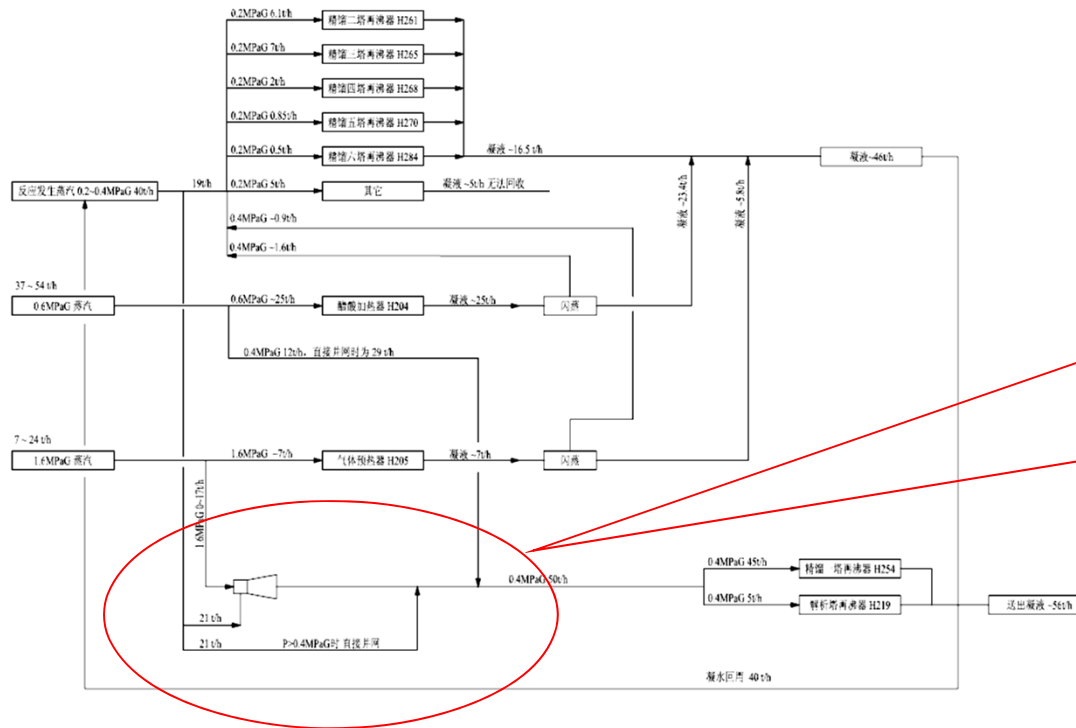 0.2MPaG 6.1t/h
精馏二塔再沸器 H261
0.2MPaG 7t/h
精馏三塔再沸器 H265
0.2MPaG 2t/h
精馏四塔再沸器 H268
0.2MPaG 0.85t/h
精馏五塔再沸器 H270
0.2MPaG 0.5t/h
精馏六塔再沸器 H284
凝液 ~16.5 t/h
凝液 ~46t/h
反应发生蒸汽 0.2~0.4MPaG 40t/h
19t/h
0.2MPaG 5t/h
其它
凝液 ~5t/h 无法回收
凝液 ~23.4t/h
凝液 ~5.8t/h
0.4MPaG ~0.9t/h
0.4MPaG ~1.6t/h
37 ~ 54 t/h
0.6MPaG 蒸汽
0.6MPaG ~25t/h
醋酸加热器 H204
凝液 ~25t/h
闪蒸
0.4MPaG 12t/h，直接并网时为 29 t/h
7 ~ 24 t/h
1.6MPaG 蒸汽
1.6MPaG ~7t/h
气体预热器 H205
凝液 ~7t/h
闪蒸
1.6MPaG 0~17t/h
0.4MPaG 50t/h
0.4MPaG 45t/h
精馏一塔再沸器 H254
0.4MPaG 5t/h
解析塔再沸器 H219
送出凝液 ~56t/h
21 t/h
21 t/h
P>0.4MPaG时 直接并网
凝水回用 40 t/h